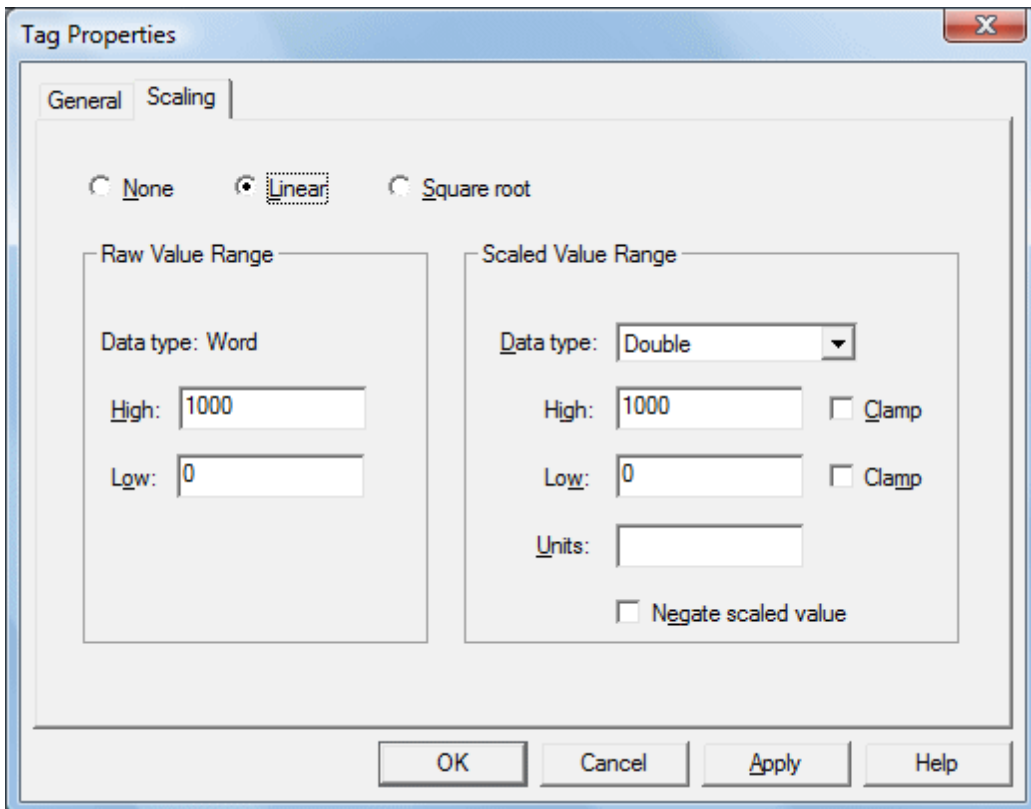 Tag Properties
General Scaling
None Linear Square root
Raw Value Range
Data type: Word
High: 1000
Low: 0
Scaled Value Range
Data type: Double
High: 1000 Clamp
Low: 0 Clamp
Units:
Negate scaled value
OK Cancel Apply Help